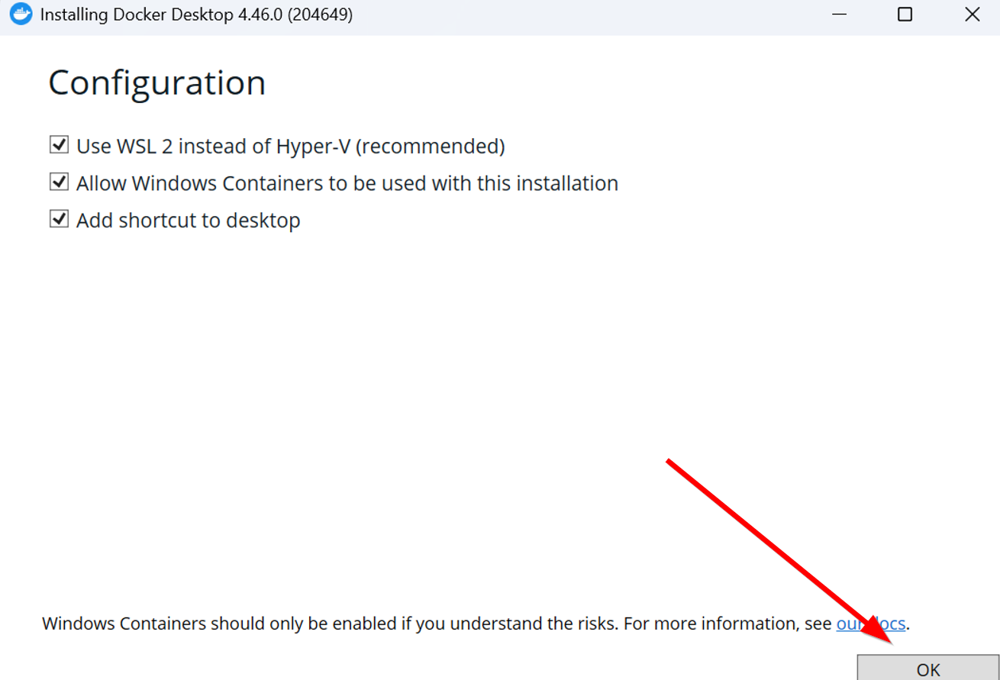 Installing Docker Desktop 4.46.0 (204649)
Configuration
Use WSL 2 instead of Hyper-V (recommended)
Allow Windows Containers to be used with this installation
Add shortcut to desktop
Windows Containers should only be enabled if you understand the risks. For more information, see our docs.
OK